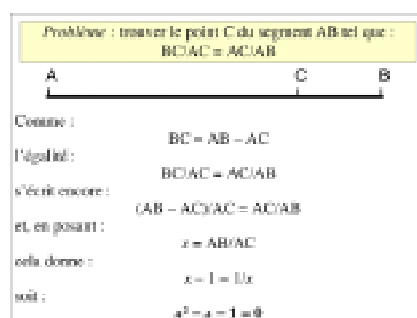 Problème : trouver le point C du segment AB tel que :
BC/AC = AC/AB
A C B
Comme :
BC = AB – AC
l'égalité :
BC/AC = AC/AB
s'écrit encore :
(AB – AC)/AC = AC/AB
et, en posant :
x = AB/AC
cela donne :
x – 1 = 1/x
soit :
x² – x – 1 = 0